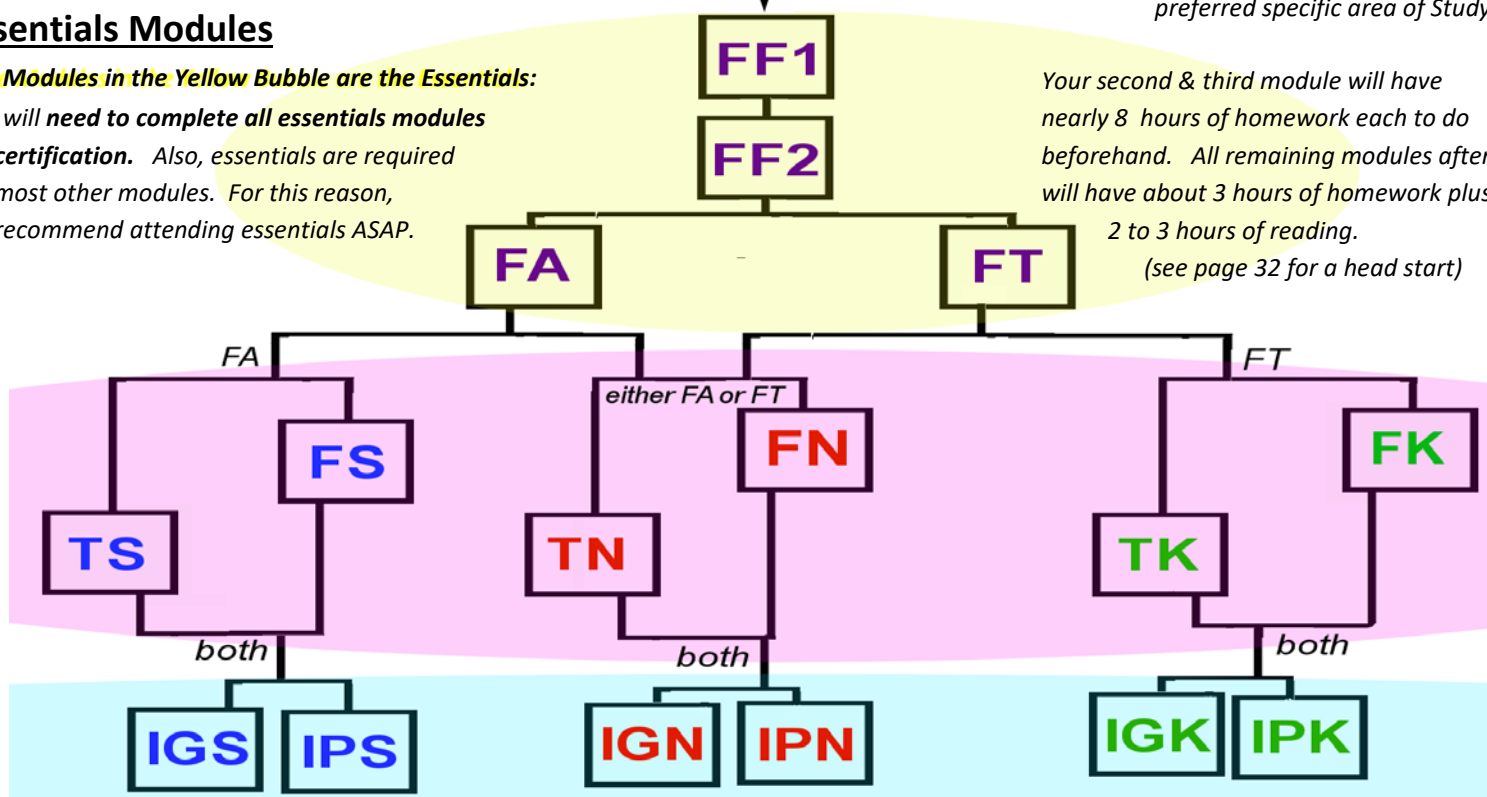 sentials Modules
Modules in the Yellow Bubble are the Essentials:
will need to complete all essentials modules
certification. Also, essentials are required
most other modules. For this reason,
recommend attending essentials ASAP.
preferred specific area of Study
Your second & third module will have
nearly 8 hours of homework each to do
beforehand. All remaining modules after
will have about 3 hours of homework plus
2 to 3 hours of reading.
(see page 32 for a head start)
FF1
FF2
FA
FT
FA
either FA or FT
FT
FS
FN
FK
TS
TN
TK
both
both
both
IGS
IPS
IGN
IPN
IGK
IPK